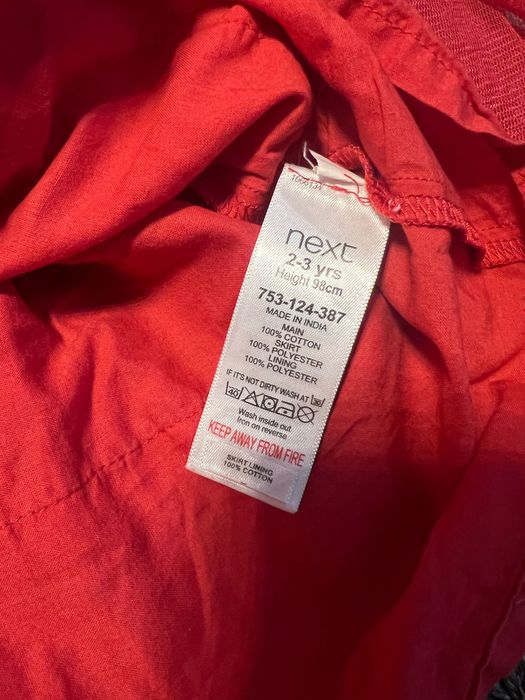 1006134
next
2-3 yrs
Height 98cm
753-124-387
MADE IN INDIA
MAIN
100% COTTON
SKIRT
100% POLYESTER
LINING
100% POLYESTER
IF IT'S NOT DIRTY WASH AT 30
40
Wash inside out
Iron on reverse
KEEP AWAY FROM FIRE
SKIRT LINING
100% COTTON